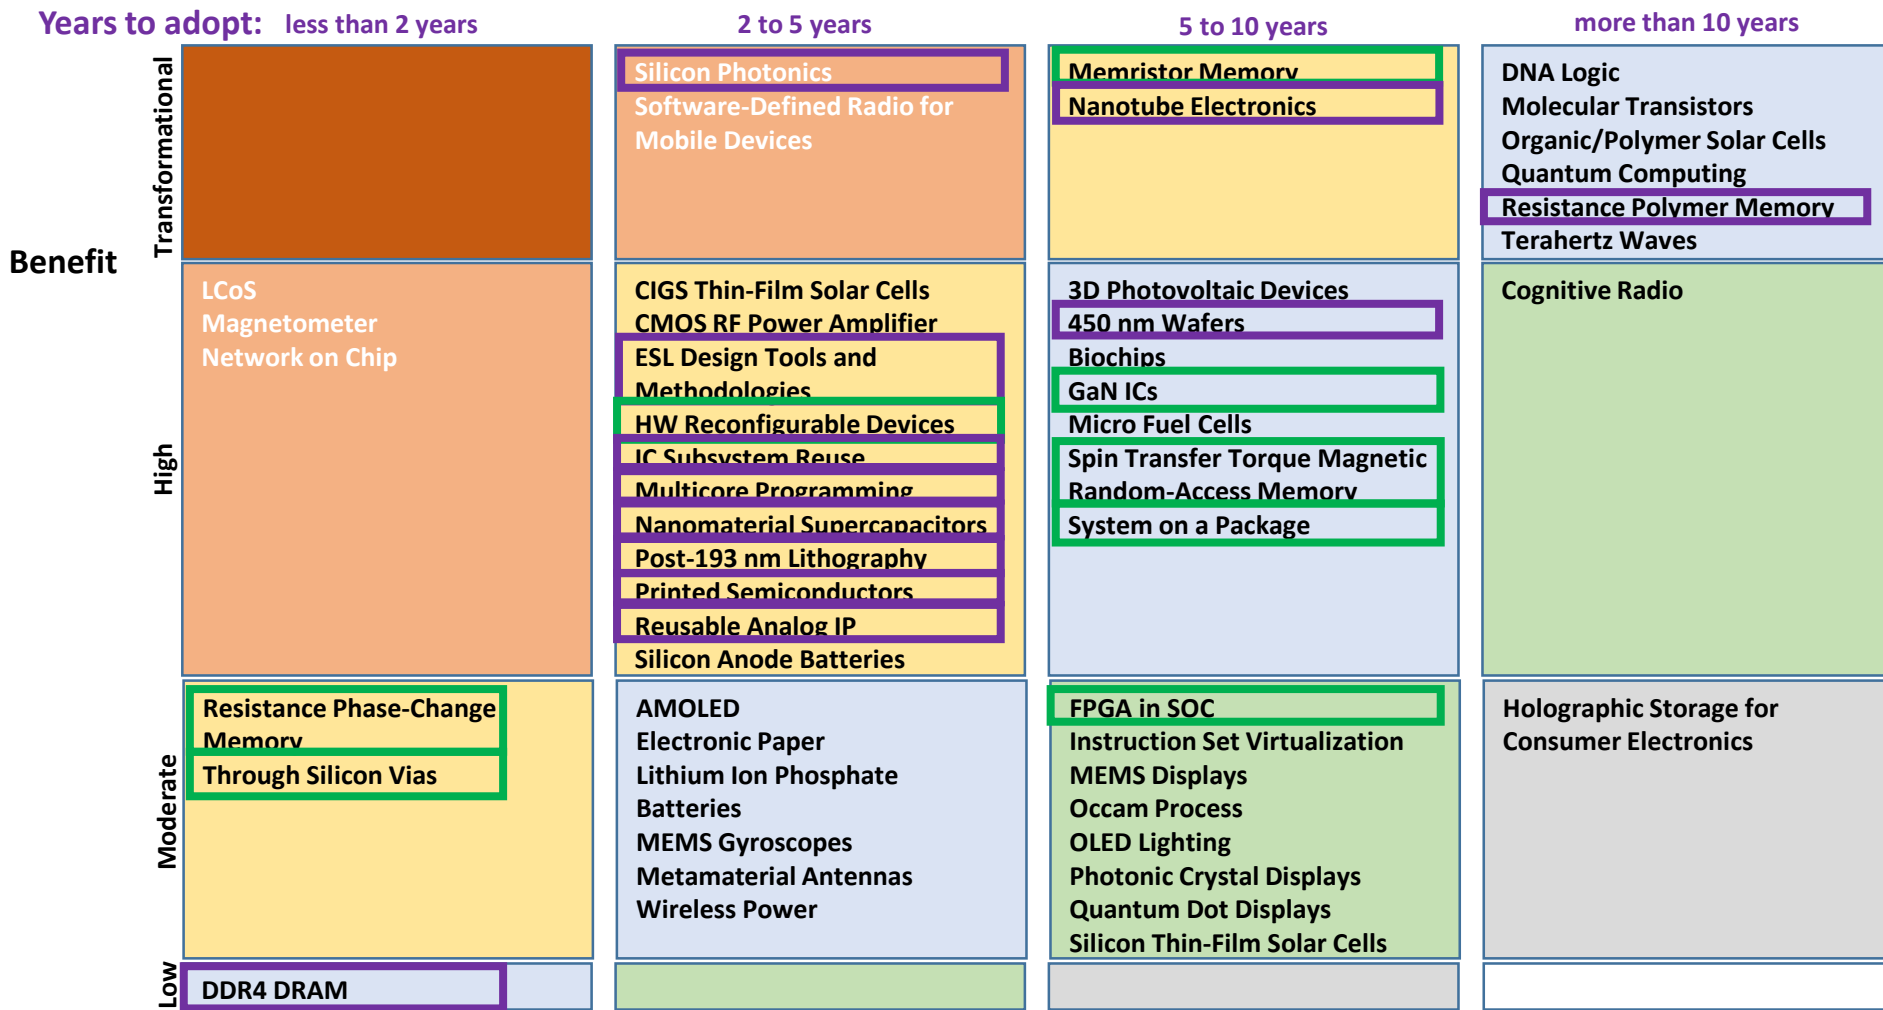 Years to adopt: less than 2 years 2 to 5 years 5 to 10 years more than 10 years
Benefit
Transformational
Silicon Photonics
Software-Defined Radio for
Mobile Devices
Memristor Memory
Nanotube Electronics
DNA Logic
Molecular Transistors
Organic/Polymer Solar Cells
Quantum Computing
Resistance Polymer Memory
Terahertz Waves
High
LCoS
Magnetometer
Network on Chip
CIGS Thin-Film Solar Cells
CMOS RF Power Amplifier
ESL Design Tools and
Methodologies
HW Reconfigurable Devices
IC Subsystem Reuse
Multicore Programming
Nanomaterial Supercapacitors
Post-193 nm Lithography
Printed Semiconductors
Reusable Analog IP
Silicon Anode Batteries
3D Photovoltaic Devices
450 nm Wafers
Biochips
GaN ICs
Micro Fuel Cells
Spin Transfer Torque Magnetic
Random-Access Memory
System on a Package
Cognitive Radio
Moderate
Resistance Phase-Change
Memory
Through Silicon Vias
AMOLED
Electronic Paper
Lithium Ion Phosphate
Batteries
MEMS Gyroscopes
Metamaterial Antennas
Wireless Power
FPGA in SOC
Instruction Set Virtualization
MEMS Displays
Occam Process
OLED Lighting
Photonic Crystal Displays
Quantum Dot Displays
Silicon Thin-Film Solar Cells
Holographic Storage for
Consumer Electronics
Low
DDR4 DRAM